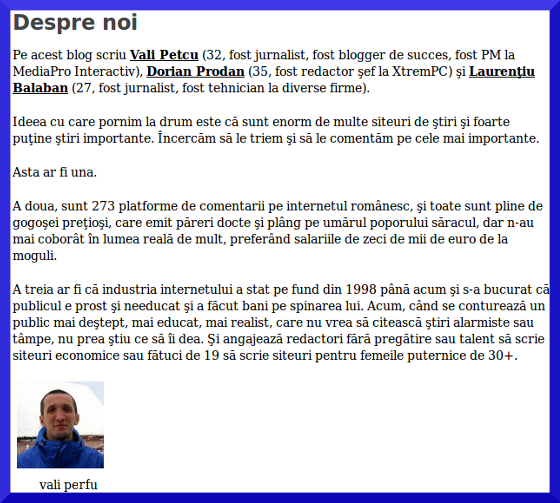 Despre noi
Pe acest blog scriu Vali Petcu (32, fost jurnalist, fost blogger de succes, fost PM la
MediaPro Interactiv), Dorian Prodan (35, fost redactor şef la XtremPC) şi Laurenţiu
Balaban (27, fost jurnalist, fost tehnician la diverse firme).
Ideea cu care pornim la drum este că sunt enorm de multe siteuri de ştiri şi foarte
puţine ştiri importante. Încercăm să le triem şi să le comentăm pe cele mai importante.
Asta ar fi una.
A doua, sunt 273 platforme de comentarii pe internetul românesc, şi toate sunt pline de
gogoşei preţioşi, care emit păreri docte şi plâng pe umărul poporului săracul, dar n-au
mai coborât în lumea reală de mult, preferând salariile de zeci de mii de euro de la
moguli.
A treia ar fi că industria internetului a stat pe fund din 1998 până acum şi s-a bucurat că
publicul e prost şi needucat şi a făcut bani pe spinarea lui. Acum, când se conturează un
public mai deştept, mai educat, mai realist, care nu vrea să citească ştiri alarmiste sau
tâmpe, nu prea ştiu ce să îi dea. Şi angajează redactori fără pregătire sau talent să scrie
siteuri economice sau fătuci de 19 să scrie siteuri pentru femeile puternice de 30+.
vali perfu